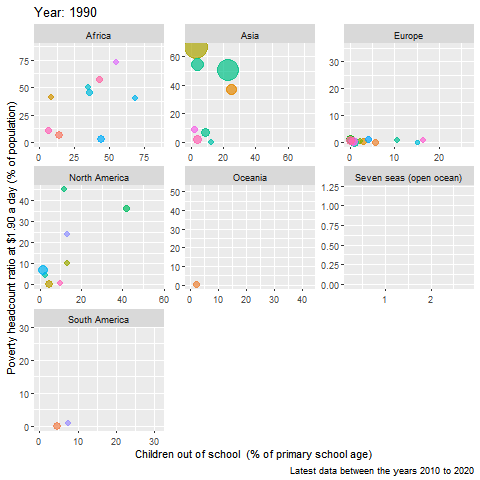 Year: 1990
Africa
Asia
Europe
75
50
25
0
60
40
20
0
30
20
10
0
0 25 50 75
0 20 40 60
0 10 20
North America
Oceania
Seven seas (open ocean)
40
30
20
10
0
50
40
30
20
10
0
1.25
1.00
0.75
0.50
0.25
0.00
0 20 40 60
0 10 20 30 40
1 2
South America
30
20
10
0
0 10 20 30
Poverty headcount ratio at $1.90 a day (% of population)
Children out of school (% of primary school age)
Latest data between the years 2010 to 2020